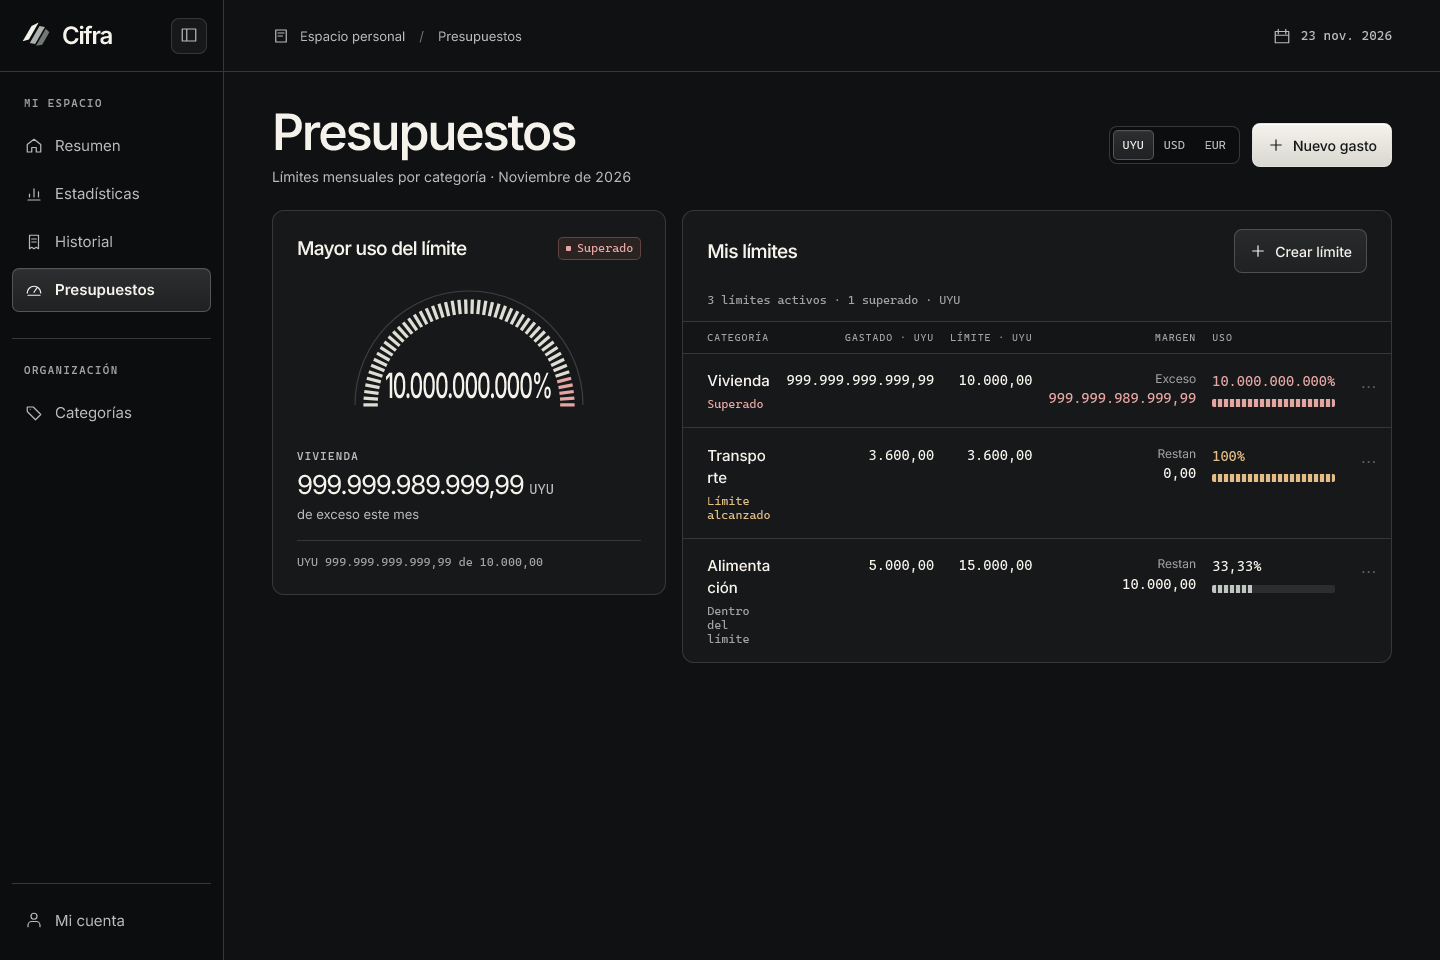 Cifra
Espacio personal / Presupuestos
23 nov. 2026
MI ESPACIO
Resumen
Estadísticas
Historial
Presupuestos
ORGANIZACIÓN
Categorías
Mi cuenta
Presupuestos
Límites mensuales por categoría · Noviembre de 2026
UYU USD EUR
Nuevo gasto
Mayor uso del límite
Superado
10.000.000.000%
VIVIENDA
999.999.989.999,99 UYU
de exceso este mes
UYU 999.999.999.999,99 de 10.000,00
Mis límites
Crear límite
3 límites activos · 1 superado · UYU
CATEGORÍA GASTADO · UYU LÍMITE · UYU MARGEN USO
Vivienda 999.999.999.999,99 10.000,00 Exceso 10.000.000.000% ...
Superado 999.999.989.999,99
Transpo 3.600,00 3.600,00 Restan 100% ...
rte 0,00
Límite
alcanzado
Alimenta 5.000,00 15.000,00 Restan 33,33% ...
ción 10.000,00
Dentro
del
límite